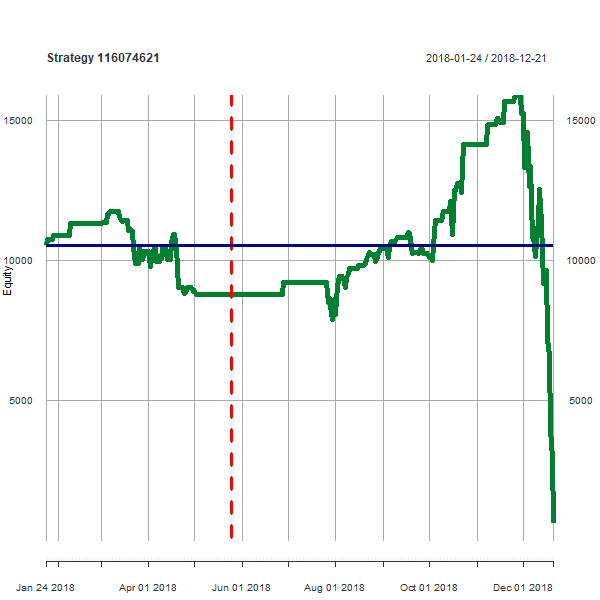 Strategy 116074621
2018-01-24 / 2018-12-21
15000
15000
10000
10000
Equity
5000
5000
Jan 24 2018
Apr 01 2018
Jun 01 2018
Aug 01 2018
Oct 01 2018
Dec 01 2018